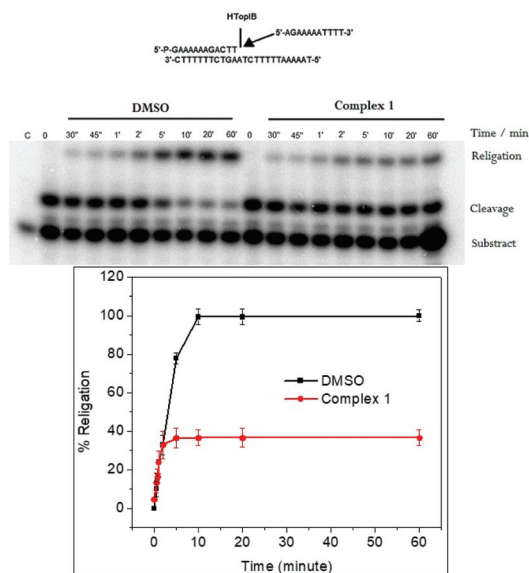 HTopIB
5'-AGAAAAATTTT-3'
5'-P-GAAAAAAGACTT
3'-CTTTTTTCTGAATCTTTTTAAAAT-5'
DMSO Complex 1
C 0 30" 45" 1' 2' 5' 10' 20' 60' 0 30" 45" 1' 2' 5' 10' 20' 60' Time / min
Religation
Cleavage
Substract
120
100
80
60
40
20
0
% Religation
DMSO
Complex 1
0 10 20 30 40 50 60
Time (minute)